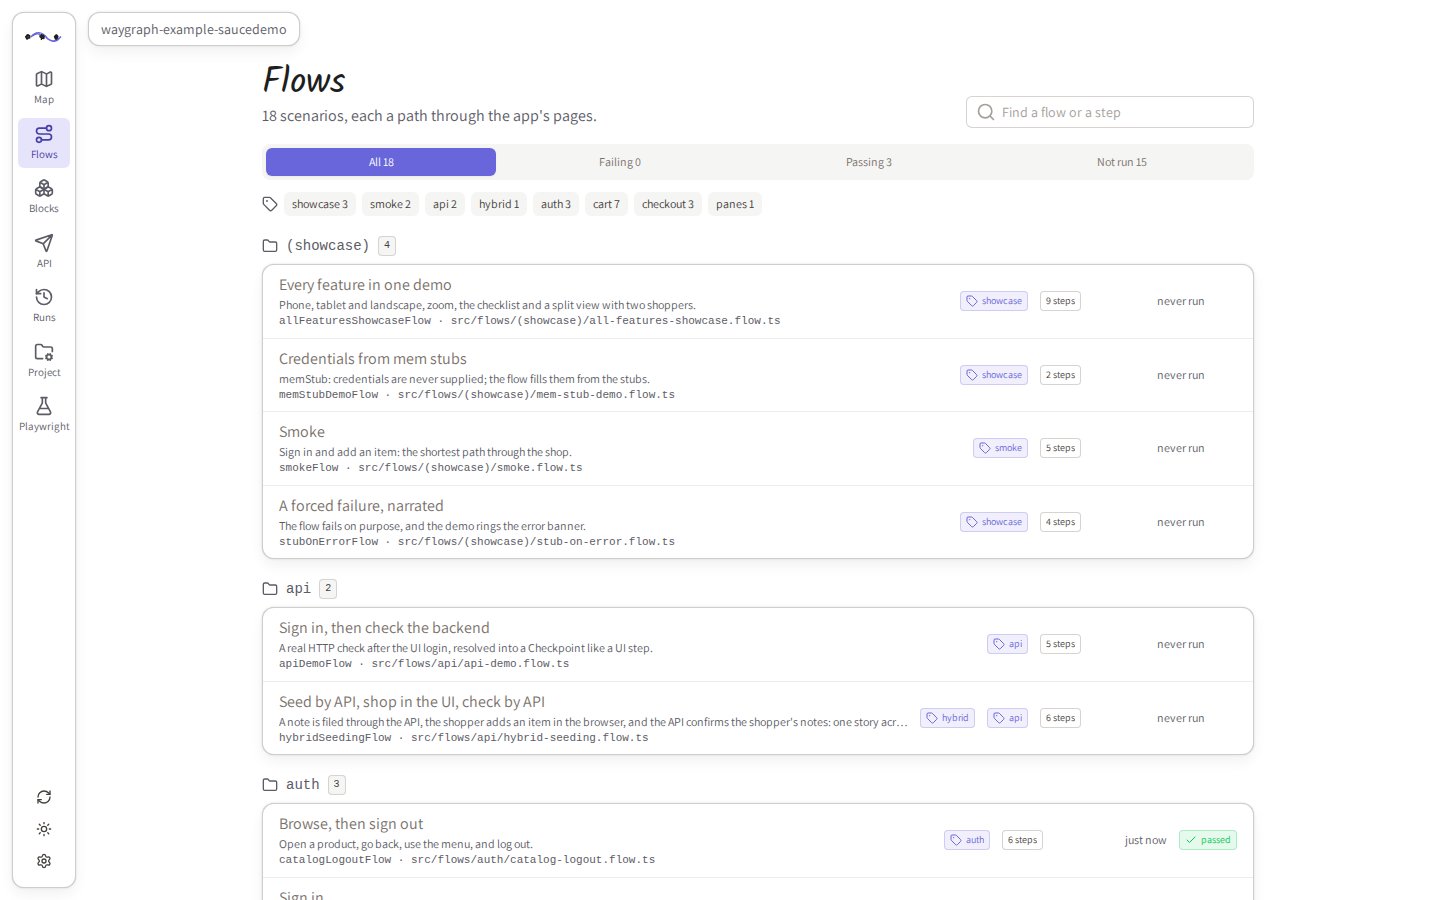 waygraph-example-saucedemo
Map
Flows
Blocks
API
Runs
Project
Playwright
Flows
18 scenarios, each a path through the app's pages.
Find a flow or a step
All 18
Failing 0
Passing 3
Not run 15
showcase 3
smoke 2
api 2
hybrid 1
auth 3
cart 7
checkout 3
panes 1
(showcase) 4
Every feature in one demo
Phone, tablet and landscape, zoom, the checklist and a split view with two shoppers.
allFeaturesShowcaseFlow · src/flows/(showcase)/all-features-showcase.flow.ts
showcase
9 steps
never run
Credentials from mem stubs
memStub: credentials are never supplied; the flow fills them from the stubs.
memStubDemoFlow · src/flows/(showcase)/mem-stub-demo.flow.ts
showcase
2 steps
never run
Smoke
Sign in and add an item: the shortest path through the shop.
smokeFlow · src/flows/(showcase)/smoke.flow.ts
smoke
5 steps
never run
A forced failure, narrated
The flow fails on purpose, and the demo rings the error banner.
stubOnErrorFlow · src/flows/(showcase)/stub-on-error.flow.ts
showcase
4 steps
never run
api 2
Sign in, then check the backend
A real HTTP check after the UI login, resolved into a Checkpoint like a UI step.
apiDemoFlow · src/flows/api/api-demo.flow.ts
api
5 steps
never run
Seed by API, shop in the UI, check by API
A note is filed through the API, the shopper adds an item in the browser, and the API confirms the shopper's notes: one story acr…
hybridSeedingFlow · src/flows/api/hybrid-seeding.flow.ts
hybrid
api
6 steps
never run
auth 3
Browse, then sign out
Open a product, go back, use the menu, and log out.
catalogLogoutFlow · src/flows/auth/catalog-logout.flow.ts
auth
6 steps
just now
passed
Sign in